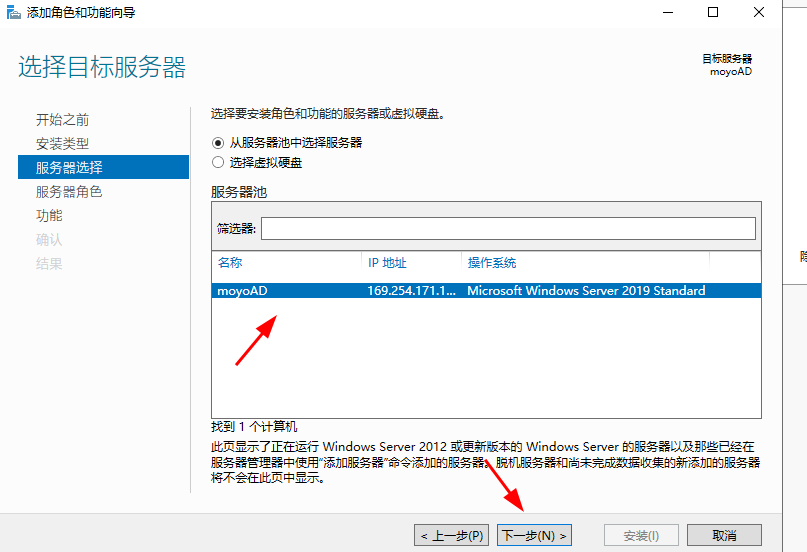 添加角色和功能向导
选择目标服务器
目标服务器
moyoAD
开始之前
安装类型
服务器选择
服务器角色
功能
确认
结果
选择要安装角色和功能的服务器或虚拟硬盘。
从服务器池中选择服务器
选择虚拟硬盘
服务器池
筛选器:
名称 IP 地址 操作系统
moyoAD 169.254.171.1... Microsoft Windows Server 2019 Standard
找到 1 个计算机
此页显示了正在运行 Windows Server 2012 或更新版本的 Windows Server 的服务器以及那些已经在
服务器管理器中使用"添加服务器"命令添加的服务器。脱机服务器和尚未完成数据收集的新添加的服务器
将不会在此页中显示。
< 上一步(P) 下一步(N) > 安装(I) 取消